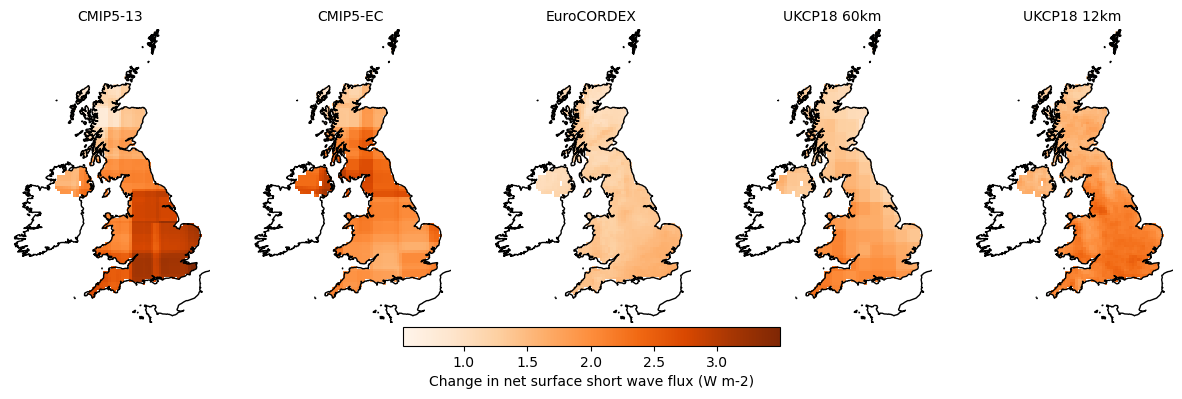 CMIP5-13
CMIP5-EC
EuroCORDEX
UKCP18 60km
UKCP18 12km
1.0 1.5 2.0 2.5 3.0
Change in net surface short wave flux (W m-2)